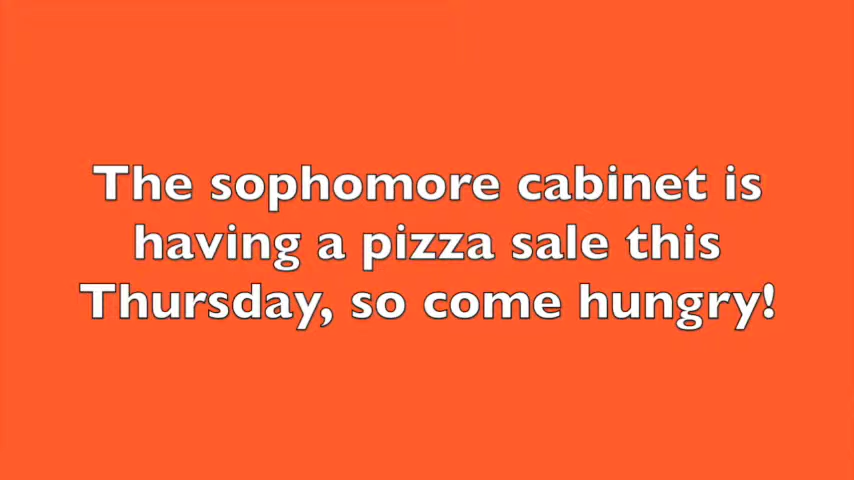 The sophomore cabinet is
having a pizza sale this
Thursday, so come hungry!